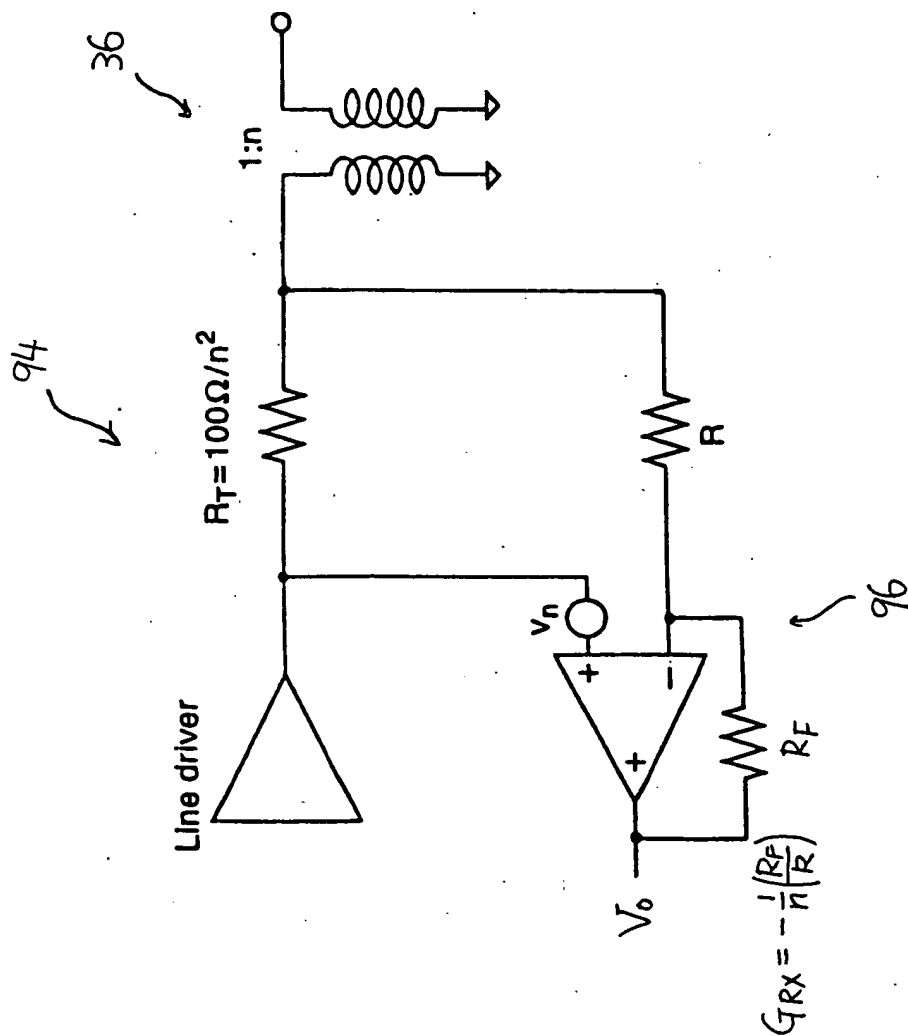 94
36
Line driver
R_T=100Ω/n²
1:n
v_n
+
−
+
R
R_F
V_o
G_RX = -1/n (R_F/R)
96